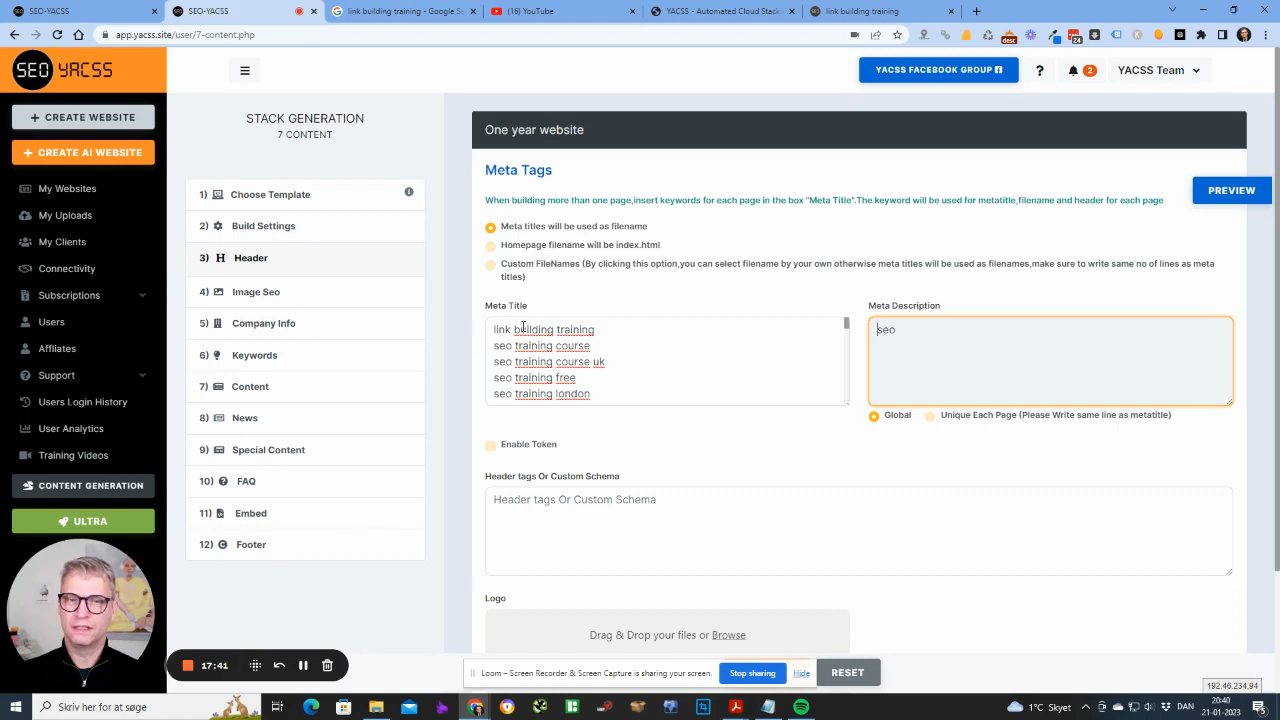 SEO-YACSS
SEO-YACSS
link building training - Google Se
(16) YouTube
YACSS - Automated Cloud Stack
link building training
app.yacss.site/user/7-content.php
desc
24
SEO YACSS
YACSS FACEBOOK GROUP
?
2
YACSS Team
+ CREATE WEBSITE
+ CREATE AI WEBSITE
My Websites
My Uploads
My Clients
Connectivity
Subscriptions
Users
Affliates
Support
Users Login History
User Analytics
Training Videos
CONTENT GENERATION
ULTRA
STACK GENERATION
7 CONTENT
1) Choose Template
2) Build Settings
3) H Header
4) Image Seo
5) Company Info
6) Keywords
7) Content
8) News
9) Special Content
10) FAQ
11) Embed
12) Footer
One year website
Meta Tags
PREVIEW
When building more than one page,insert keywords for each page in the box "Meta Title".The keyword will be used for metatitle,filename and header for each page
Meta titles will be used as filename
Homepage filename will be index.html
Custom FileNames (By clicking this option,you can select filename by your own otherwise meta titles will be used as filenames,make sure to write same no of lines as meta
titles)
Meta Title
link building training
seo training course
seo training course uk
seo training free
seo training london
Meta Description
seo
Global
Unique Each Page (Please Write same line as metatitle)
Enable Token
Header tags Or Custom Schema
Header tags Or Custom Schema
Logo
Drag & Drop your files or Browse
17:41
Loom – Screen Recorder & Screen Capture is sharing your screen.
Stop sharing
Hide
RESET
192.46.234.94
Skriv her for at søge
1°C Skyet
DAN
20:40
21-01-2023